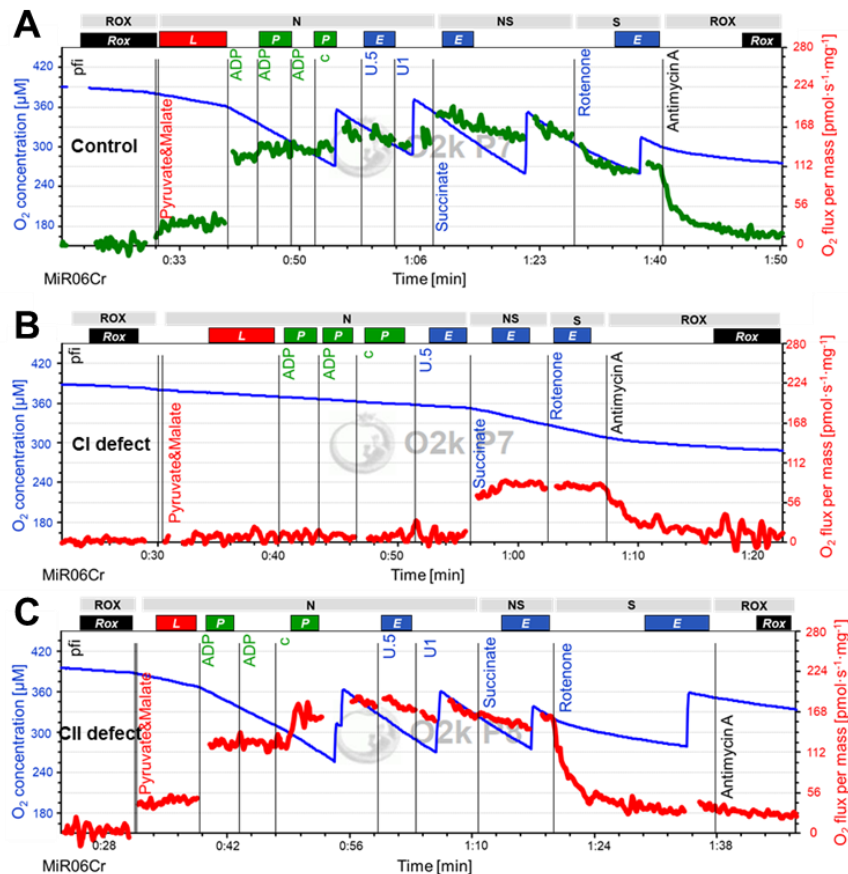 A
ROX N NS S ROX
Rox L P P E E E Rox
O₂ concentration [µM]
420
360
300
240
180
pfi
Control
Pyruvate&Malate
ADP
ADP
ADP
c
U.5
U1
Succinate
Rotenone
Antimycin A
O2k P7
280
224
168
112
56
0
O₂ flux per mass [pmol·s⁻¹·mg⁻¹]
0:33 0:50 1:06 1:23 1:40 1:50
MiR06Cr
Time [min]
B
ROX N NS S ROX
Rox L P P P E E E Rox
O₂ concentration [µM]
420
360
300
240
180
pfi
CI defect
Pyruvate&Malate
ADP
ADP
c
U.5
Succinate
Rotenone
Antimycin A
O2k P7
280
224
168
112
56
0
O₂ flux per mass [pmol·s⁻¹·mg⁻¹]
0:30 0:40 0:50 1:00 1:10 1:20
MiR06Cr
Time [min]
C
ROX N NS S ROX
Rox L P P E E E Rox
O₂ concentration [µM]
420
360
300
240
180
pfi
CII defect
Pyruvate&Malate
ADP
ADP
c
U.5
U1
Succinate
Rotenone
Antimycin A
O2k
280
224
168
112
56
0
O₂ flux per mass [pmol·s⁻¹·mg⁻¹]
0:28 0:42 0:56 1:10 1:24 1:38
MiR06Cr
Time [min]